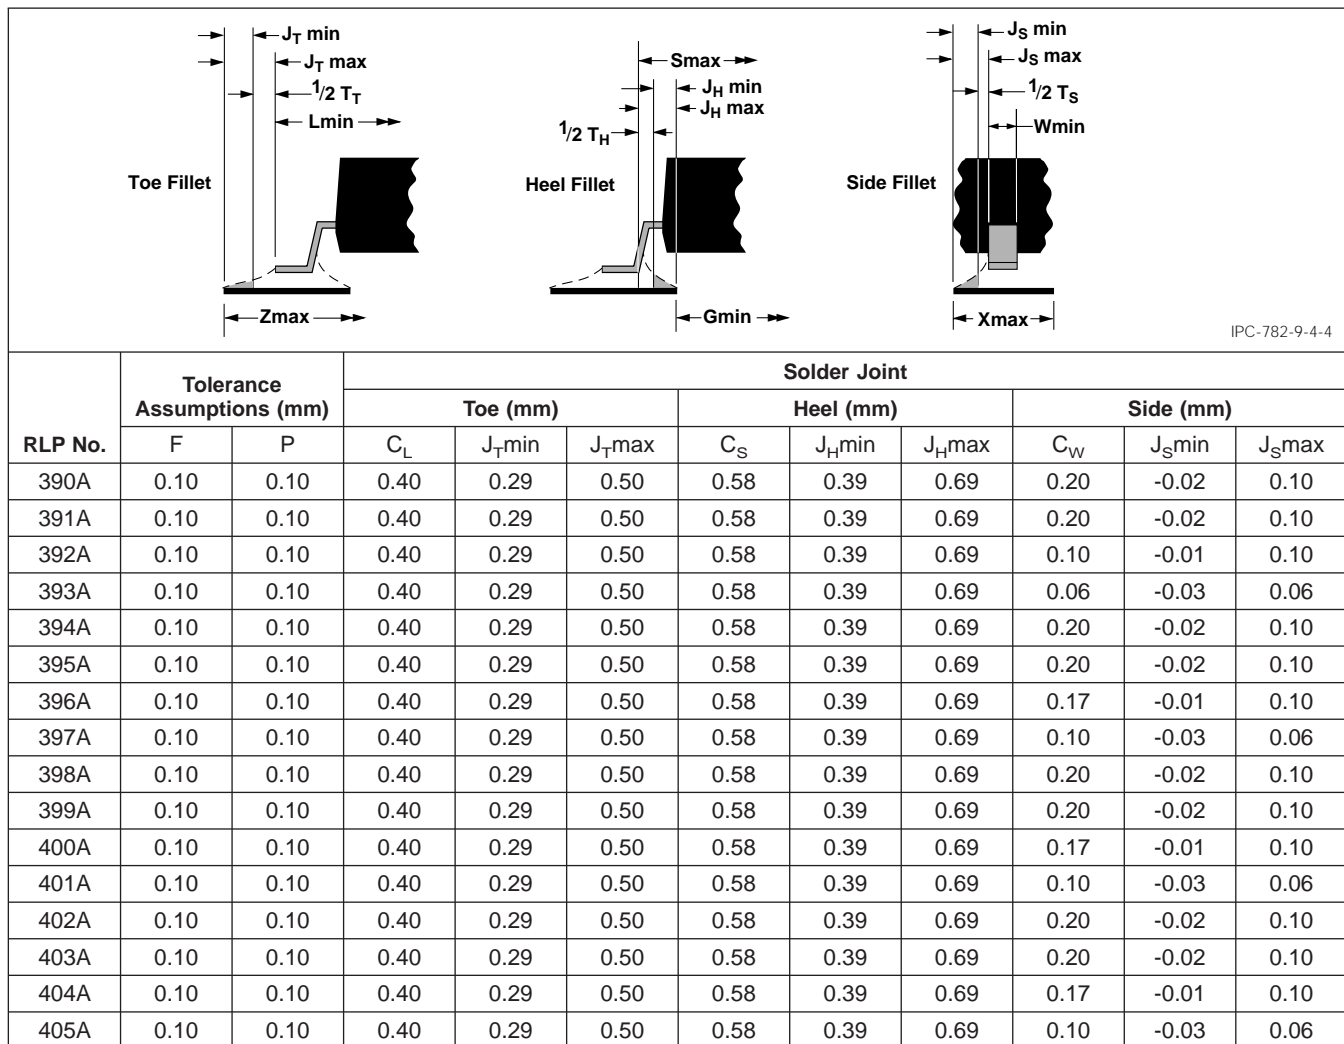 J_T min
J_T max
1/2 T_T
Lmin
Toe Fillet
Zmax
Smax
J_H min
J_H max
1/2 T_H
Heel Fillet
Gmin
J_S min
J_S max
1/2 T_S
Wmin
Side Fillet
Xmax
IPC-782-9-4-4
RLP No. Tolerance Assumptions (mm) Solder Joint
Toe (mm) Heel (mm) Side (mm)
F P C_L J_Tmin J_Tmax C_S J_Hmin J_Hmax C_W J_Smin J_Smax
390A 0.10 0.10 0.40 0.29 0.50 0.58 0.39 0.69 0.20 -0.02 0.10
391A 0.10 0.10 0.40 0.29 0.50 0.58 0.39 0.69 0.20 -0.02 0.10
392A 0.10 0.10 0.40 0.29 0.50 0.58 0.39 0.69 0.10 -0.01 0.10
393A 0.10 0.10 0.40 0.29 0.50 0.58 0.39 0.69 0.06 -0.03 0.06
394A 0.10 0.10 0.40 0.29 0.50 0.58 0.39 0.69 0.20 -0.02 0.10
395A 0.10 0.10 0.40 0.29 0.50 0.58 0.39 0.69 0.20 -0.02 0.10
396A 0.10 0.10 0.40 0.29 0.50 0.58 0.39 0.69 0.17 -0.01 0.10
397A 0.10 0.10 0.40 0.29 0.50 0.58 0.39 0.69 0.10 -0.03 0.06
398A 0.10 0.10 0.40 0.29 0.50 0.58 0.39 0.69 0.20 -0.02 0.10
399A 0.10 0.10 0.40 0.29 0.50 0.58 0.39 0.69 0.20 -0.02 0.10
400A 0.10 0.10 0.40 0.29 0.50 0.58 0.39 0.69 0.17 -0.01 0.10
401A 0.10 0.10 0.40 0.29 0.50 0.58 0.39 0.69 0.10 -0.03 0.06
402A 0.10 0.10 0.40 0.29 0.50 0.58 0.39 0.69 0.20 -0.02 0.10
403A 0.10 0.10 0.40 0.29 0.50 0.58 0.39 0.69 0.20 -0.02 0.10
404A 0.10 0.10 0.40 0.29 0.50 0.58 0.39 0.69 0.17 -0.01 0.10
405A 0.10 0.10 0.40 0.29 0.50 0.58 0.39 0.69 0.10 -0.03 0.06